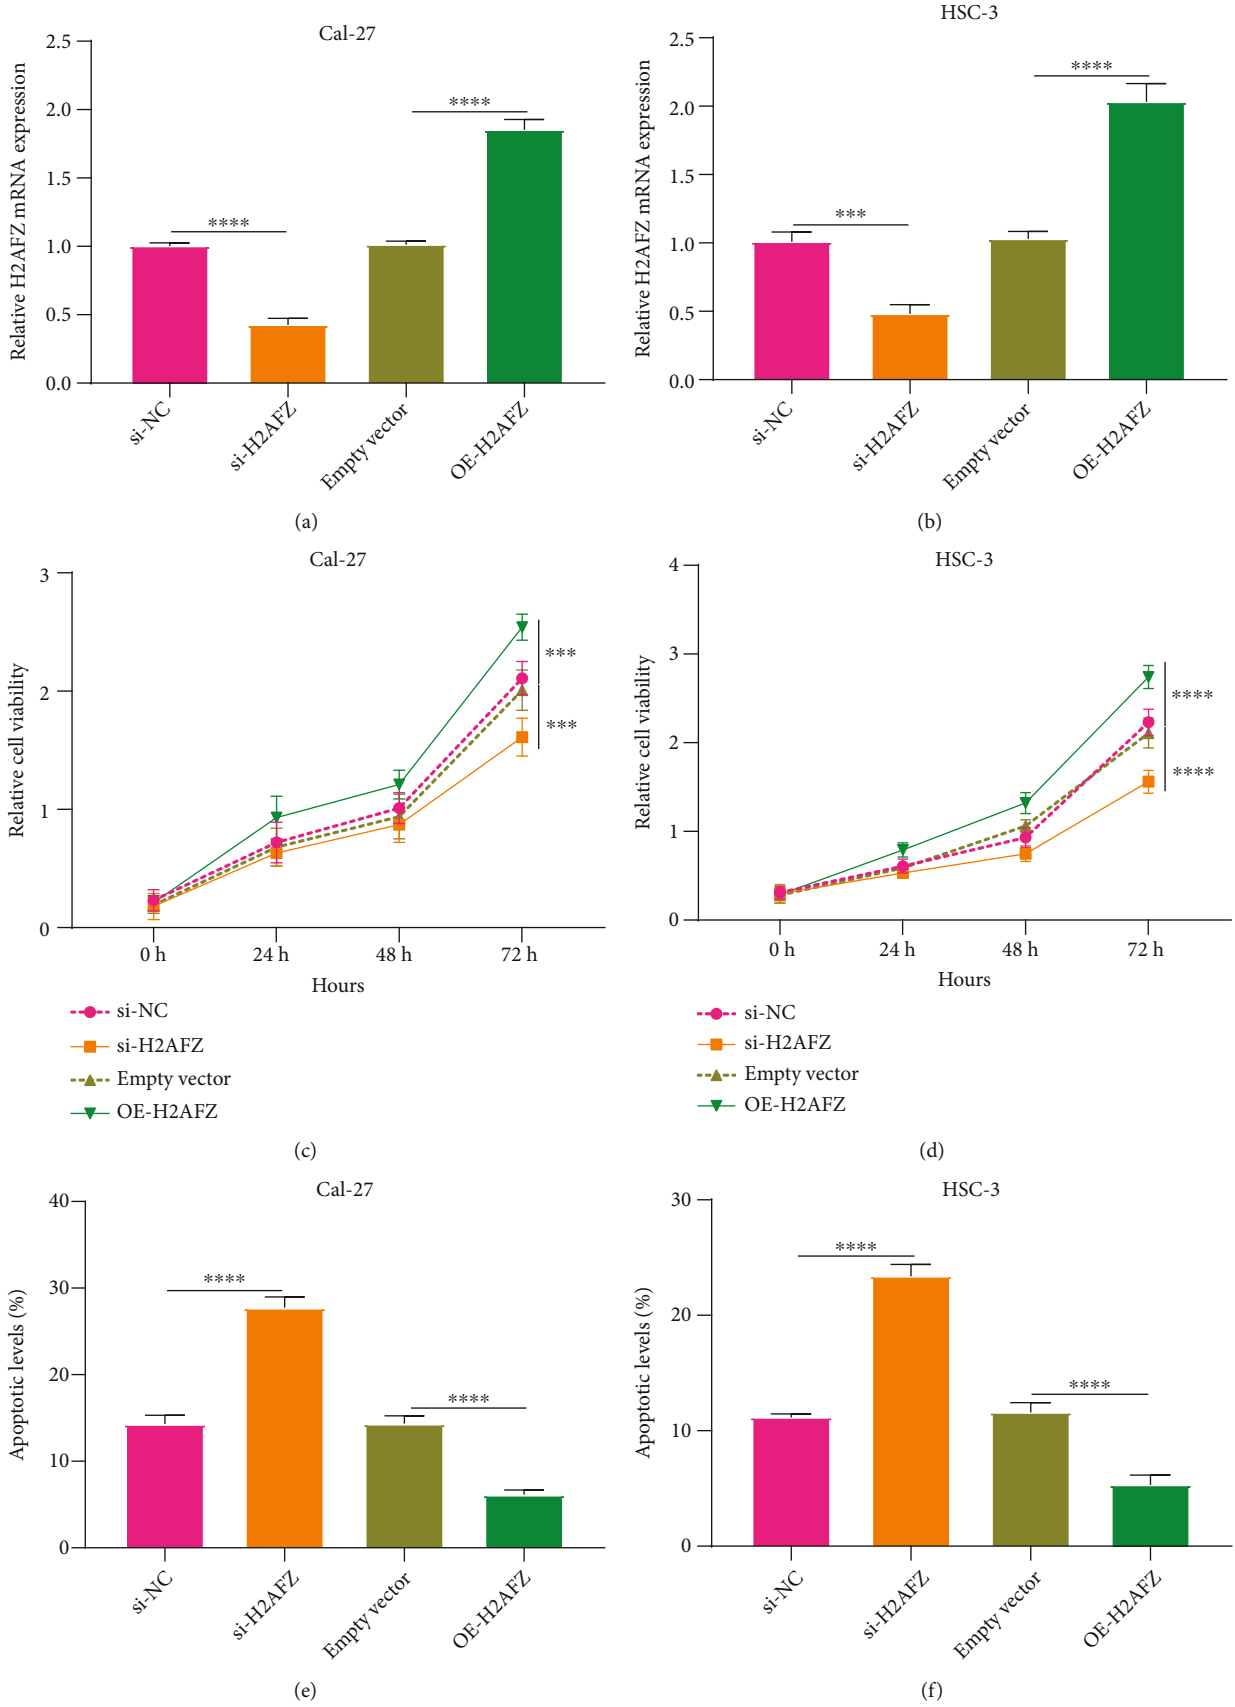 Cal-27
Relative H2AFZ mRNA expression
2.5
2.0
1.5
1.0
0.5
0.0
****
****
si-NC
si-H2AFZ
Empty vector
OE-H2AFZ
(a)
HSC-3
Relative H2AFZ mRNA expression
2.5
2.0
1.5
1.0
0.5
0.0
***
****
si-NC
si-H2AFZ
Empty vector
OE-H2AFZ
(b)
Cal-27
Relative cell viability
3
2
1
0
***
***
0 h
24 h
48 h
72 h
Hours
si-NC
si-H2AFZ
Empty vector
OE-H2AFZ
(c)
HSC-3
Relative cell viability
4
3
2
1
0
****
****
0 h
24 h
48 h
72 h
Hours
si-NC
si-H2AFZ
Empty vector
OE-H2AFZ
(d)
Cal-27
Apoptotic levels (%)
40
30
20
10
0
****
****
si-NC
si-H2AFZ
Empty vector
OE-H2AFZ
(e)
HSC-3
Apoptotic levels (%)
30
20
10
0
****
****
si-NC
si-H2AFZ
Empty vector
OE-H2AFZ
(f)